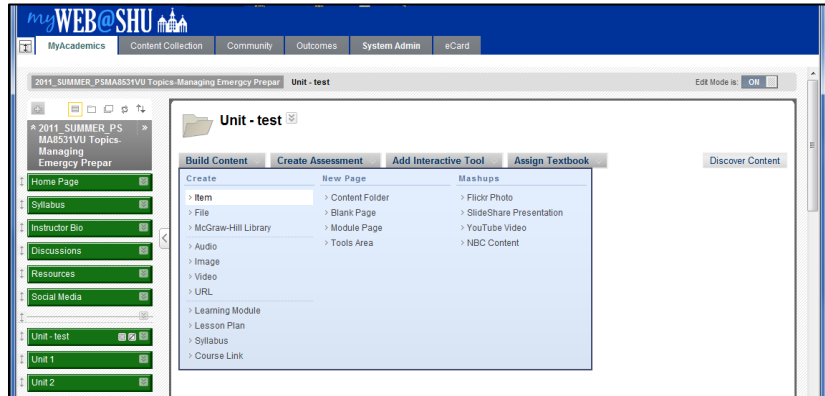 myWEB@SHU
MyAcademics Content Collection Community Outcomes System Admin eCard
2011_SUMMER_PSMA8531VU Topics-Managing Emergcy Prepar Unit - test Edit Mode is: ON
2011_SUMMER_PS
MA8531VU Topics-
Managing
Emergcy Prepar
Unit - test
Build Content Create Assessment Add Interactive Tool Assign Textbook Discover Content
Home Page
Syllabus
Instructor Bio
Discussions
Resources
Social Media
Unit - test
Unit 1
Unit 2
Create
Item
File
McGraw-Hill Library
Audio
Image
Video
URL
Learning Module
Lesson Plan
Syllabus
Course Link
New Page
Content Folder
Blank Page
Module Page
Tools Area
Mashups
Flickr Photo
SlideShare Presentation
YouTube Video
NBC Content